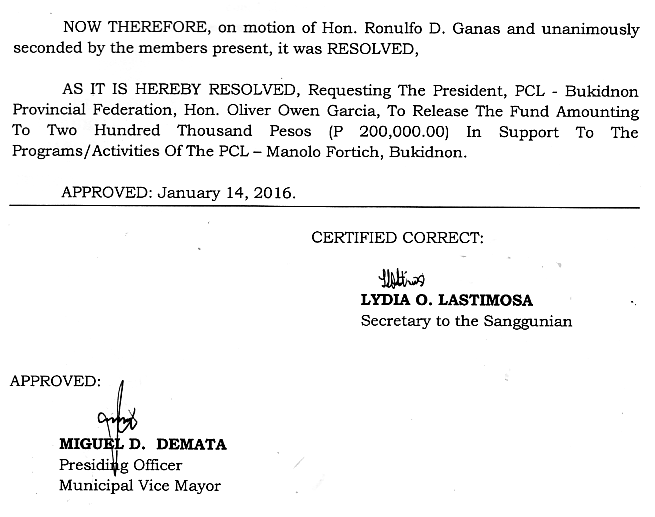 NOW THEREFORE, on motion of Hon. Ronulfo D. Ganas and unanimously
seconded by the members present, it was RESOLVED,
AS IT IS HEREBY RESOLVED, Requesting The President, PCL - Bukidnon
Provincial Federation, Hon. Oliver Owen Garcia, To Release The Fund Amounting
To Two Hundred Thousand Pesos (P 200,000.00) In Support To The
Programs/Activities Of The PCL – Manolo Fortich, Bukidnon.
APPROVED: January 14, 2016.
CERTIFIED CORRECT:
LYDIA O. LASTIMOSA
Secretary to the Sanggunian
APPROVED:
MIGUEL D. DEMATA
Presiding Officer
Municipal Vice Mayor